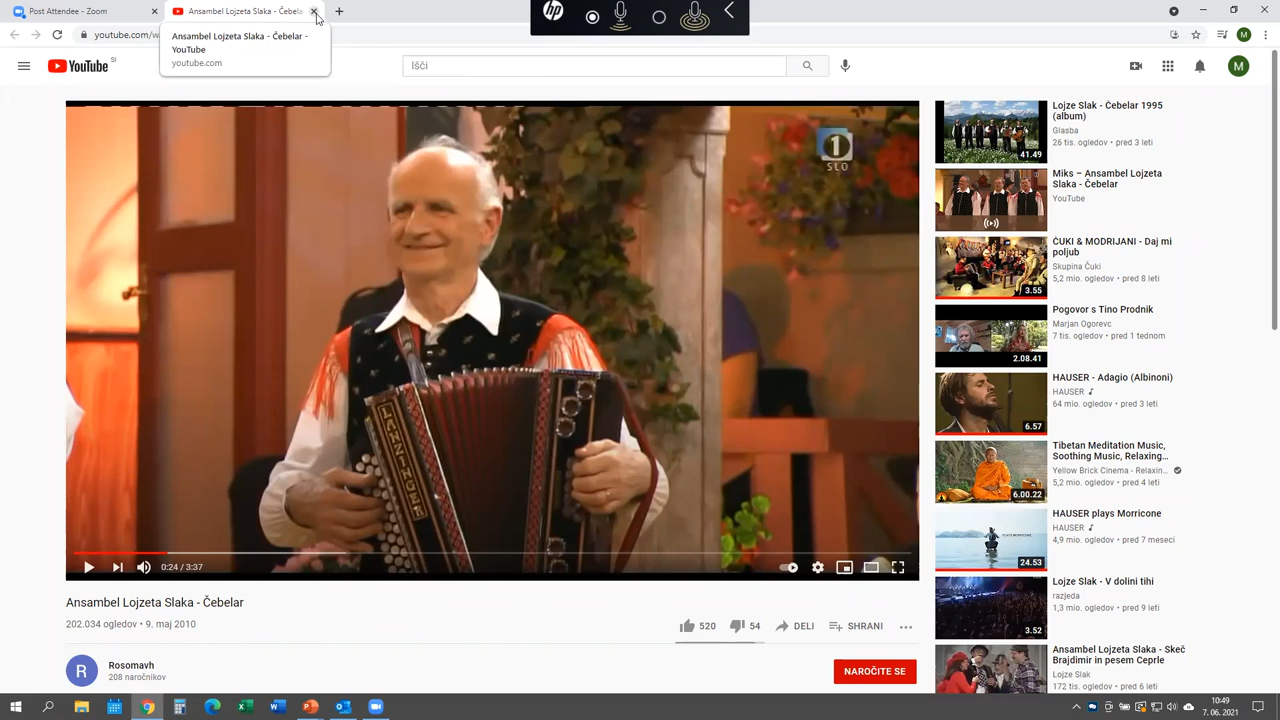 Post Attendee - Zoom
Ansambel Lojzeta Slaka - Čebela
youtube.com/w
Ansambel Lojzeta Slaka - Čebelar -
YouTube
youtube.com
hp
M
YouTube
SI
Išči
M
1
SLO
LANZINGER
0:24 / 3:37
Ansambel Lojzeta Slaka - Čebelar
202.034 ogledov • 9. maj 2010
520
54
DELI
SHRANI
R
Rosomavh
208 naročnikov
NAROČITE SE
41.49
Lojze Slak - Čebelar 1995
(album)
Glasba
26 tis. ogledov • pred 3 leti
Miks – Ansambel Lojzeta
Slaka - Čebelar
YouTube
3.55
ČUKI & MODRIJANI - Daj mi
poljub
Skupina Čuki
5,2 mio. ogledov • pred 8 leti
2.08.41
Pogovor s Tino Prodnik
Marjan Ogorevc
7 tis. ogledov • pred 1 tednom
6.57
HAUSER - Adagio (Albinoni)
HAUSER
64 mio. ogledov • pred 3 leti
6.00.22
Tibetan Meditation Music,
Soothing Music, Relaxing...
Yellow Brick Cinema - Relaxin...
5,2 mio. ogledov • pred 4 leti
24.53
HAUSER plays Morricone
HAUSER
4,9 mio. ogledov • pred 7 meseci
3.52
Lojze Slak - V dolini tihi
razjeda
1,3 mio. ogledov • pred 9 leti
Ansambel Lojzeta Slaka - Skeč
Brajdimir in pesem Ceprle
Lojze Slak
172 tis. ogledov • pred 6 leti
10:49
7. 06. 2021